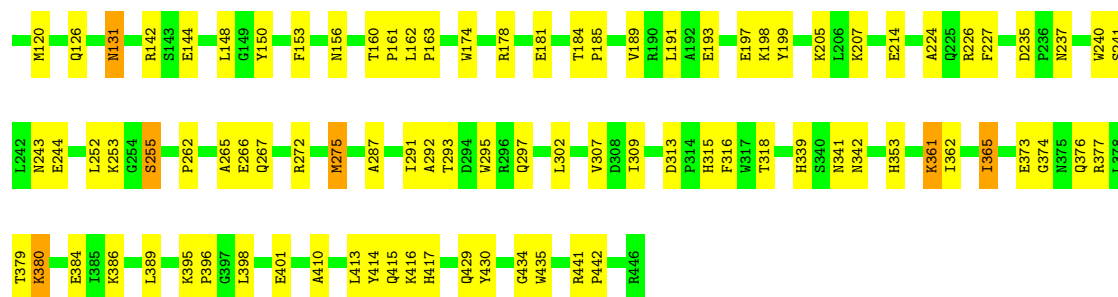 M120 Q126 N131 R142 S143 E144 L148 G149 Y150 F153 N156 T160 P161 L162 P163 W174 R178 E181 T184 P185 V189 R190 L191 A192 E193 E197 K198 Y199 K205 L206 K207 E214 A224 Q225 R226 F227 D235 P236 N237 W240 S241
L242 N243 E244 L252 K253 G254 S255 P262 A265 E266 Q267 R272 M275 A287 I291 A292 T293 D294 W295 R296 Q297 L302 V307 D308 I309 D313 P314 H315 F316 W317 T318 H339 S340 N341 N342 H353 K361 I362 I365 E373 G374 N375 Q376 R377 L378
T379 K380 E384 I385 K386 L389 K395 P396 G397 L398 E401 A410 L413 Y414 Q415 K416 H417 Q429 Y430 G434 W435 R441 P442 R446